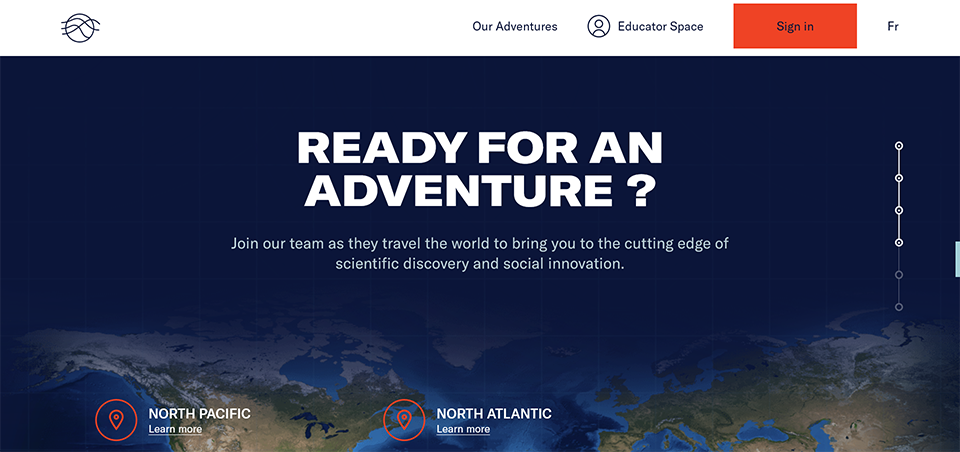 Our Adventures
Educator Space
Sign in
Fr
READY FOR AN
ADVENTURE ?
Join our team as they travel the world to bring you to the cutting edge of
scientific discovery and social innovation.
NORTH PACIFIC
Learn more
NORTH ATLANTIC
Learn more